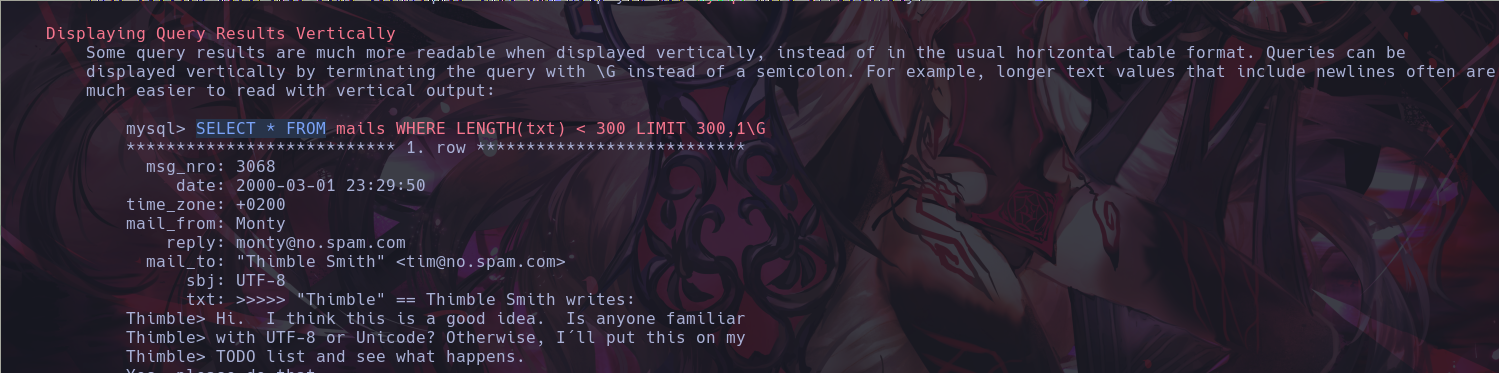 Displaying Query Results Vertically
Some query results are much more readable when displayed vertically, instead of in the usual horizontal table format. Queries can be
displayed vertically by terminating the query with \G instead of a semicolon. For example, longer text values that include newlines often are
much easier to read with vertical output:
mysql> SELECT * FROM mails WHERE LENGTH(txt) < 300 LIMIT 300,1\G
*************************** 1. row ***************************
msg_nro: 3068
date: 2000-03-01 23:29:50
time_zone: +0200
mail_from: Monty
reply: monty@no.spam.com
mail_to: "Thimble Smith" <tim@no.spam.com>
sbj: UTF-8
txt: >>>>> "Thimble" == Thimble Smith writes:
Thimble> Hi.  I think this is a good idea.  Is anyone familiar
Thimble> with UTF-8 or Unicode? Otherwise, I´ll put this on my
Thimble> TODO list and see what happens.